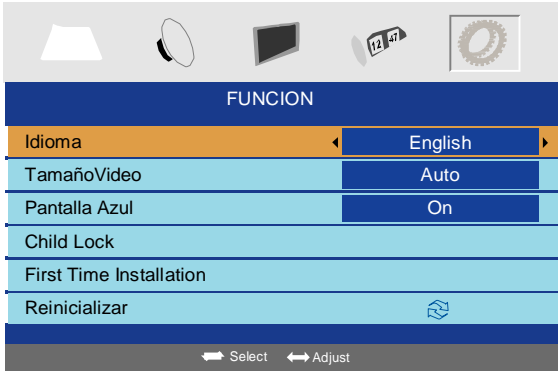 12 47
FUNCION
Idioma English
TamañoVideo Auto
Pantalla Azul On
Child Lock
First Time Installation
Reinicializar
Select Adjust